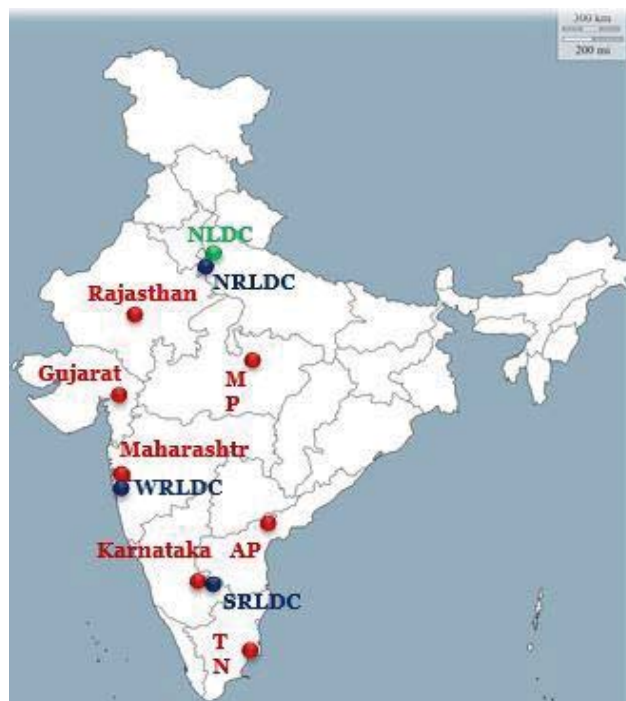 300 km
200 mi
NLDC
NRLDC
Rajasthan
Gujarat
M
P
Maharashtr
WRLDC
Karnataka
AP
SRLDC
T
N